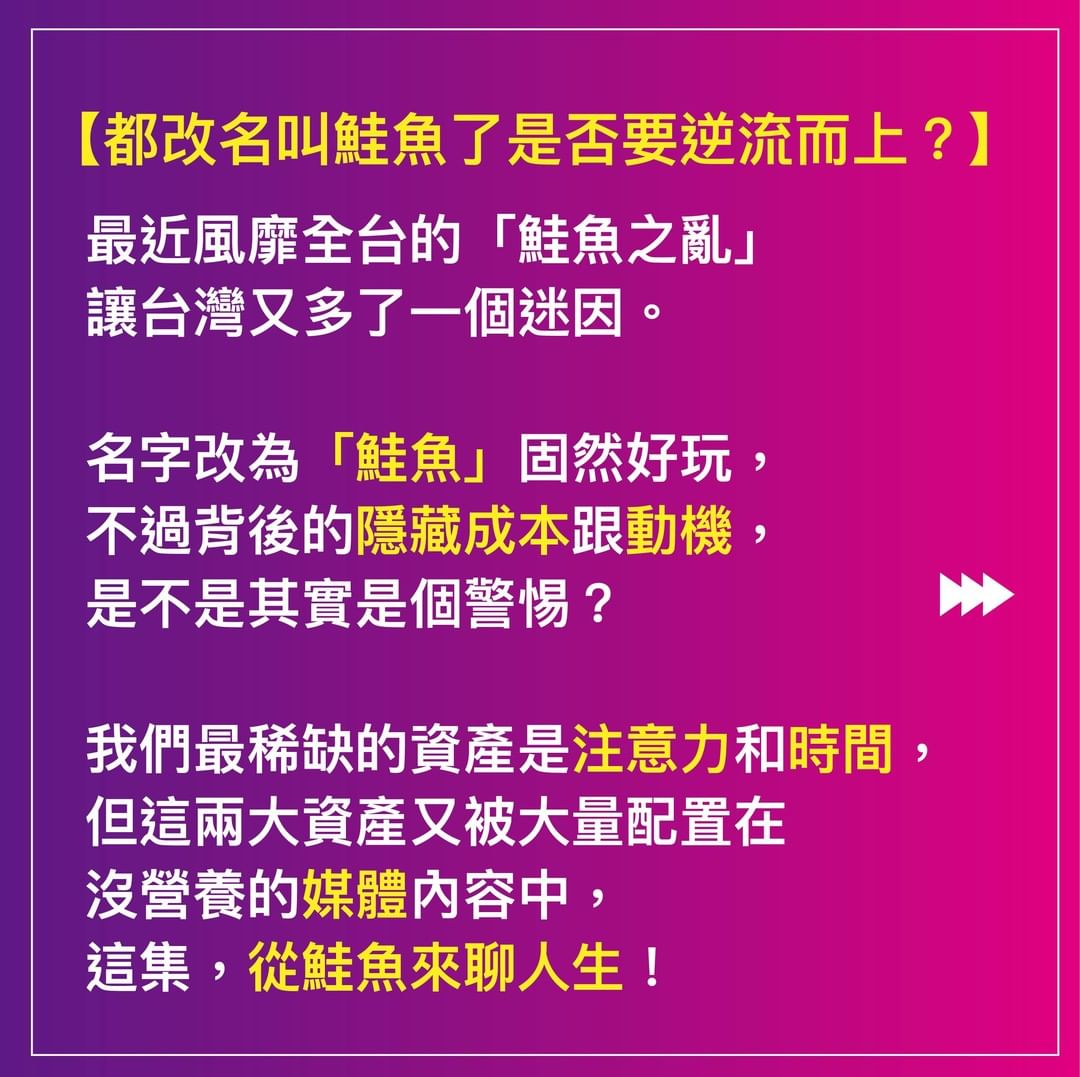 【都改名叫鮭魚了是否要逆流而上？】
最近風靡全台的「鮭魚之亂」
讓台灣又多了一個迷因。
名字改為「鮭魚」固然好玩，
不過背後的隱藏成本跟動機，
是不是其實是個警惕？
我們最稀缺的資產是注意力和時間，
但這兩大資產又被大量配置在
沒營養的媒體內容中，
這集，從鮭魚來聊人生！